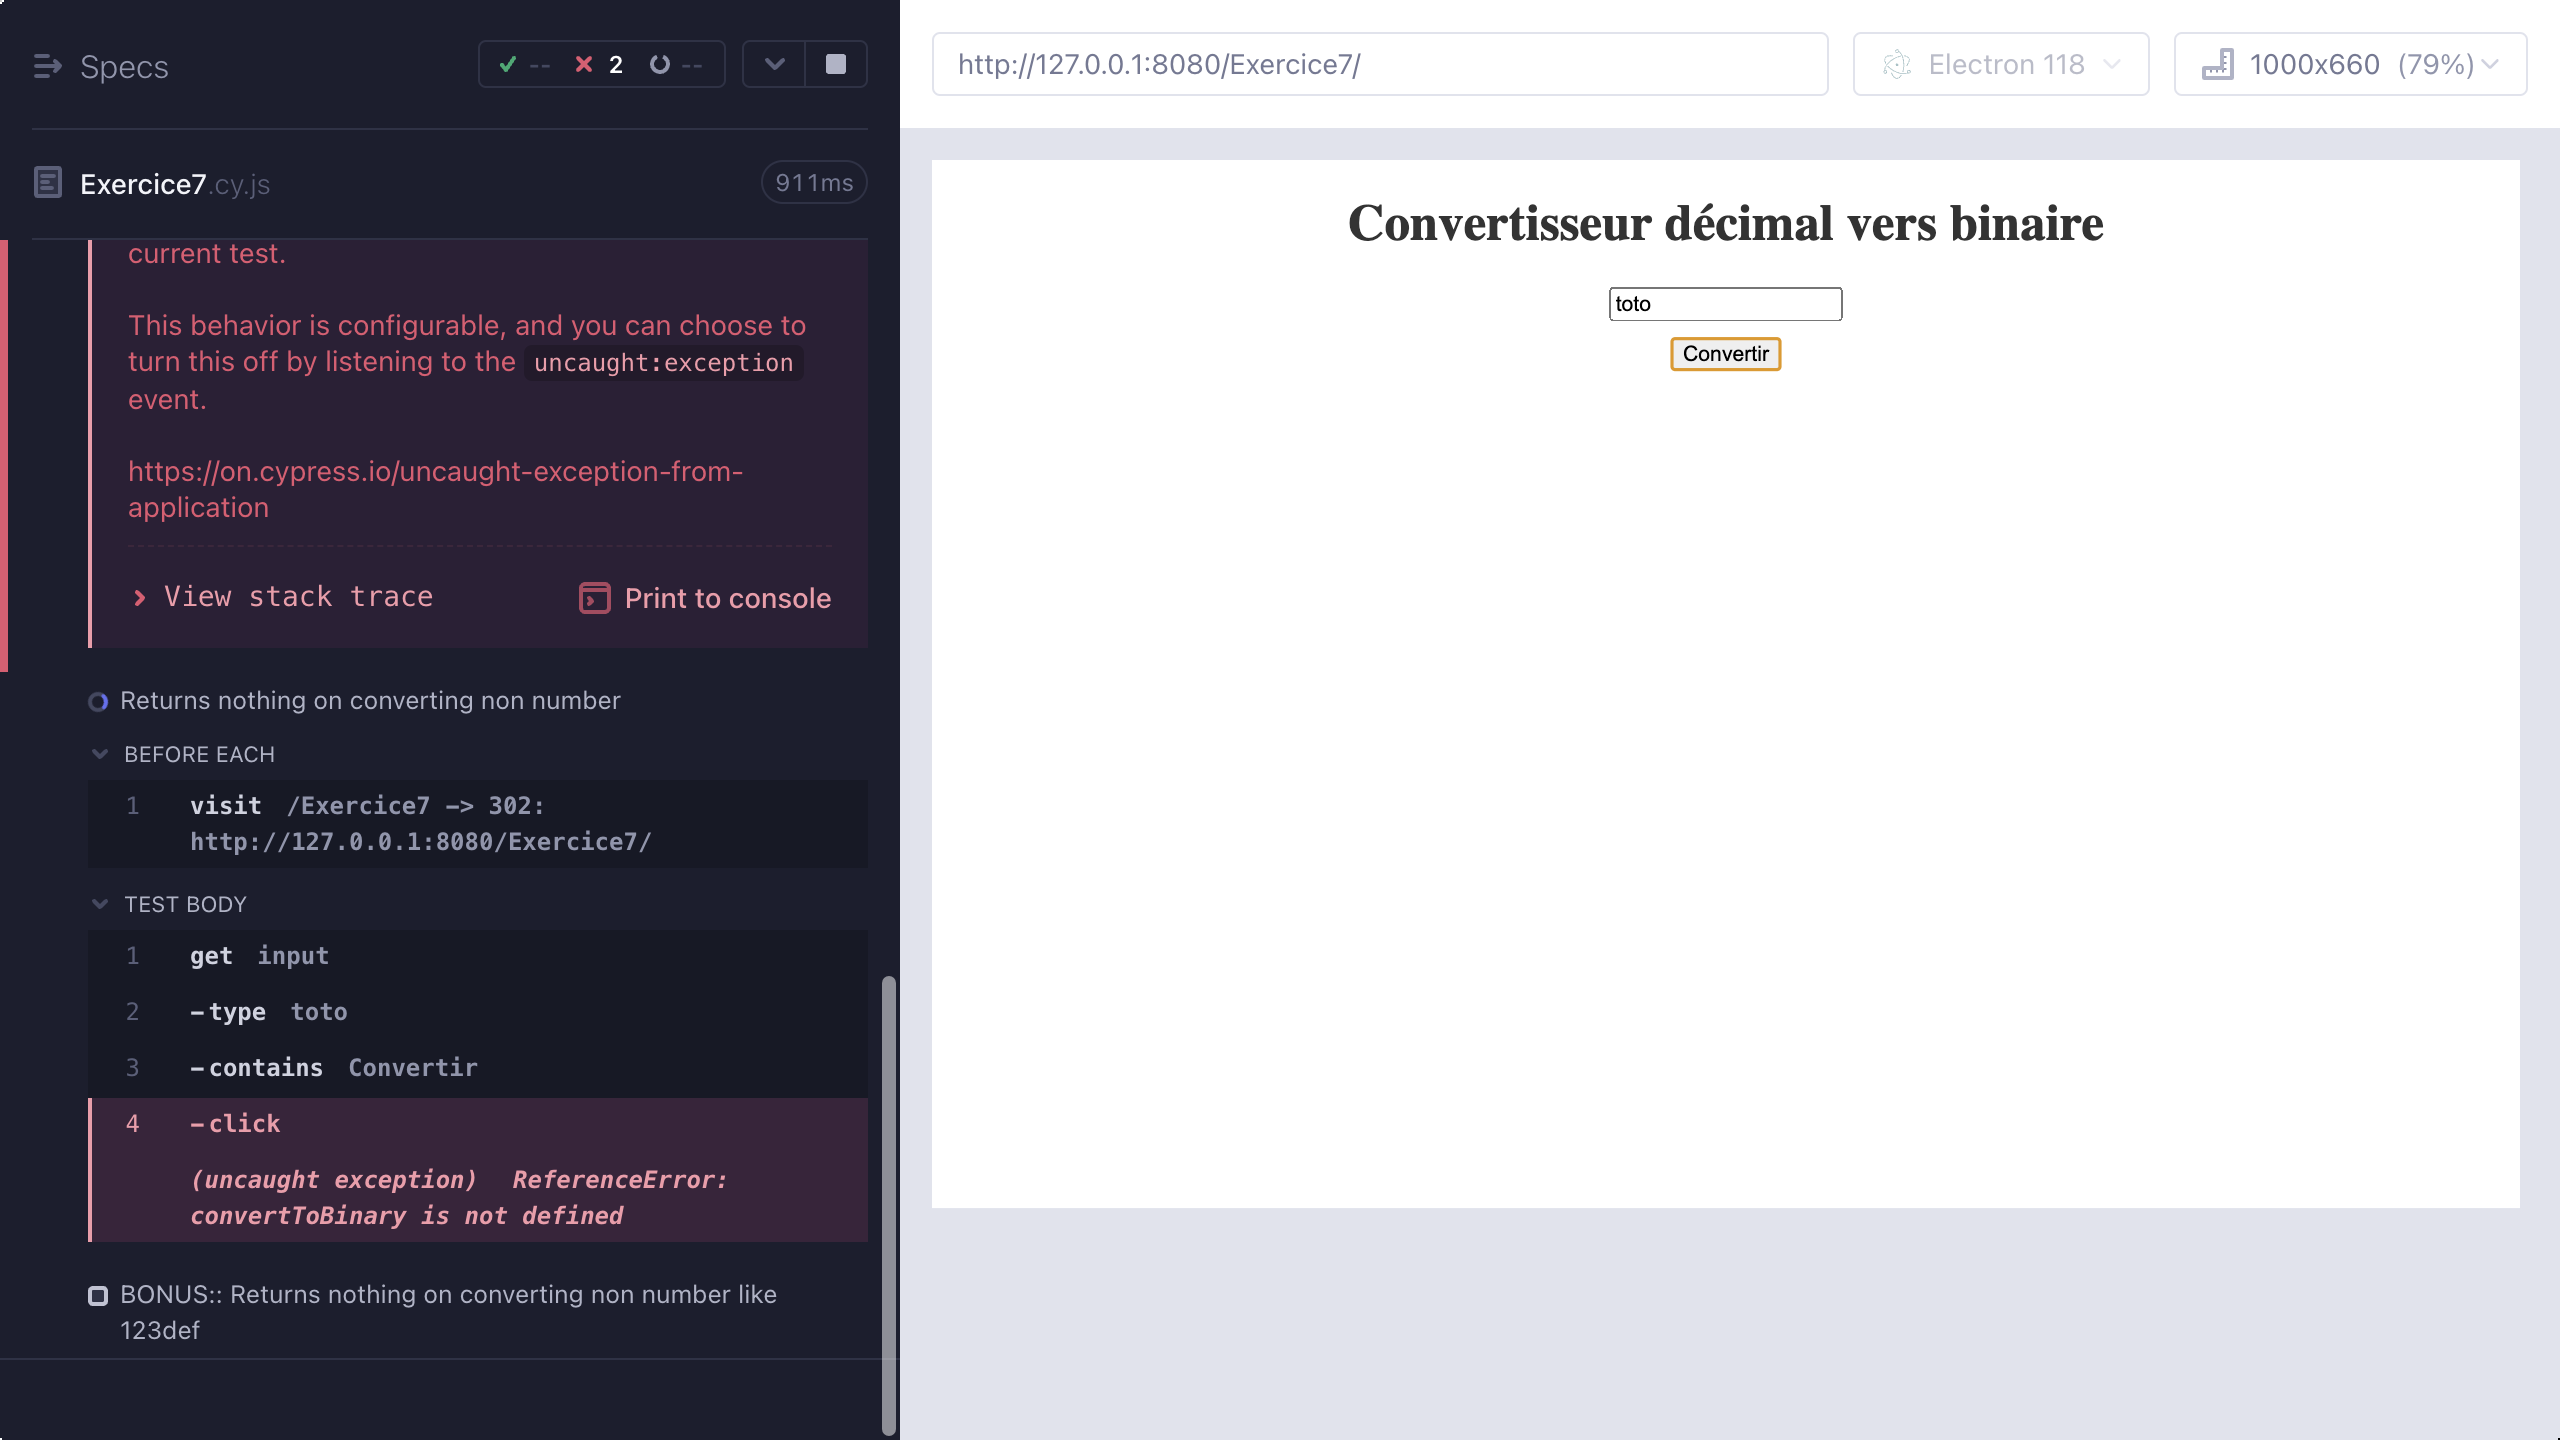 Specs
-- 2 --
Exercice7.cy.js
911ms
current test.
This behavior is configurable, and you can choose to
turn this off by listening to the uncaught:exception
event.
https://on.cypress.io/uncaught-exception-from-
application
View stack trace
Print to console
Returns nothing on converting non number
BEFORE EACH
1 visit /Exercice7 -> 302:
http://127.0.0.1:8080/Exercice7/
TEST BODY
1 get input
2 -type toto
3 -contains Convertir
4 -click
(uncaught exception) ReferenceError:
convertToBinary is not defined
BONUS:: Returns nothing on converting non number like
123def
http://127.0.0.1:8080/Exercice7/
Electron 118
1000x660 (79%)
Convertisseur décimal vers binaire
toto
Convertir